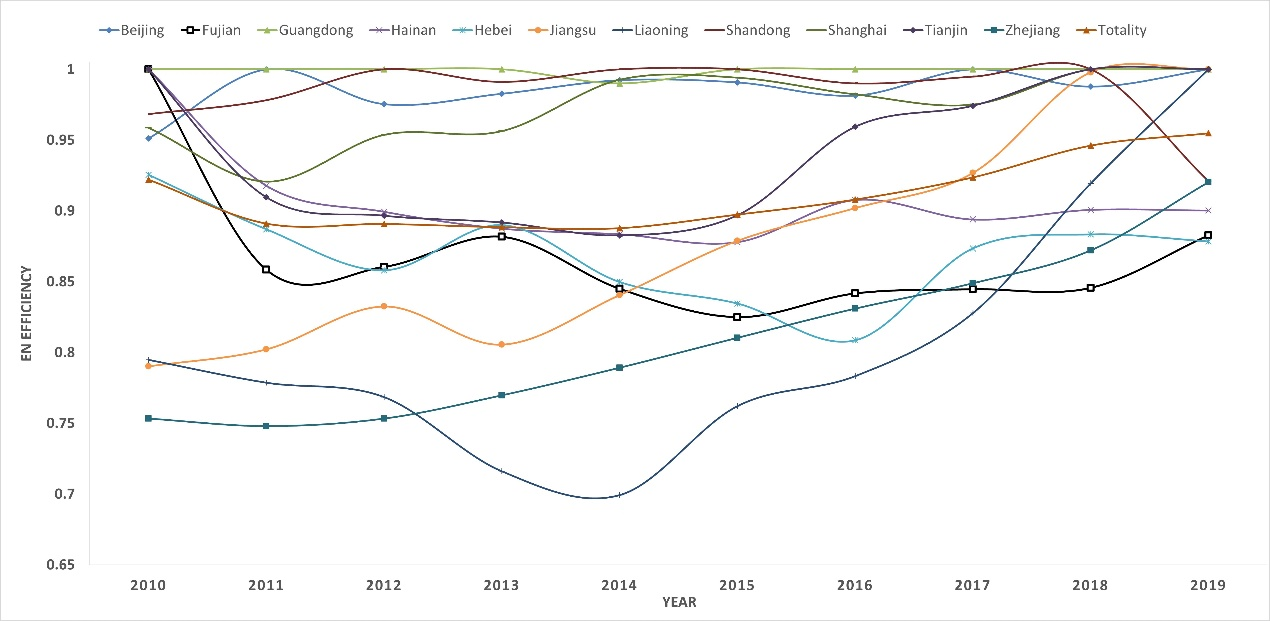 Beijing Fujian Guangdong Hainan Hebei Jiangsu Liaoning Shandong Shanghai Tianjin Zhejiang Totality
1
0.95
0.9
0.85
0.8
0.75
0.7
0.65
EN EFFICIENCY
2010 2011 2012 2013 2014 2015 2016 2017 2018 2019
YEAR